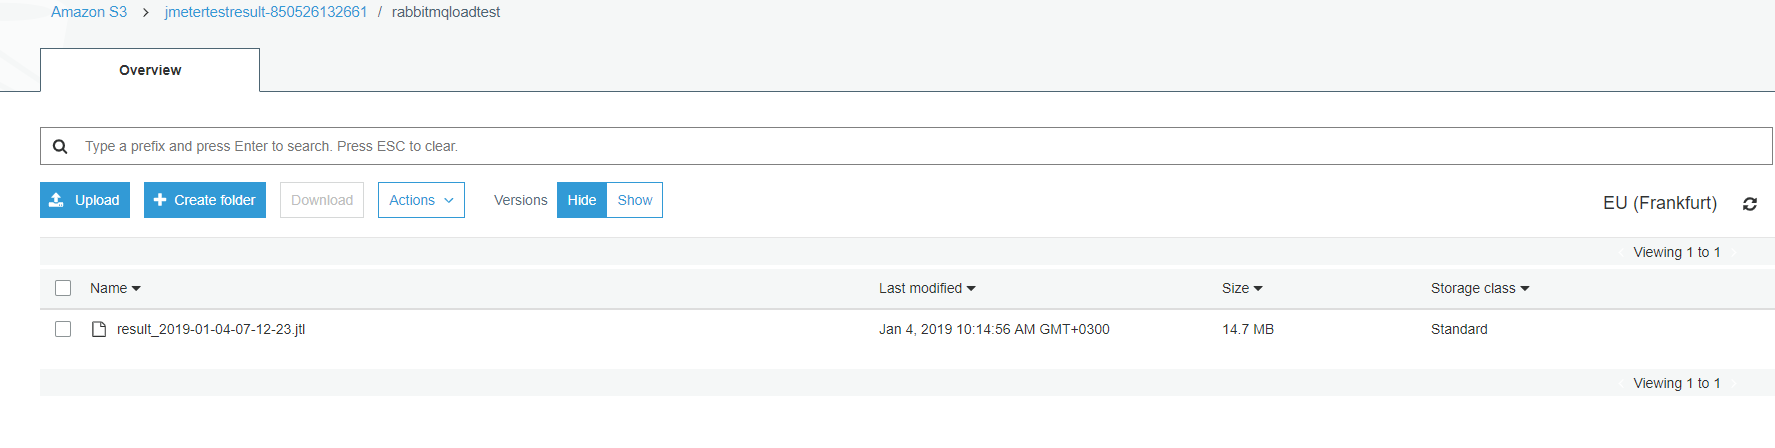 Amazon S3 > jmetertestresult-850526132661 / rabbitmqloadtest
Overview
Type a prefix and press Enter to search. Press ESC to clear.
Upload Create folder Download Actions Versions Hide Show EU (Frankfurt)
Viewing 1 to 1
Name Last modified Size Storage class
result_2019-01-04-07-12-23.jtl Jan 4, 2019 10:14:56 AM GMT+0300 14.7 MB Standard
Viewing 1 to 1